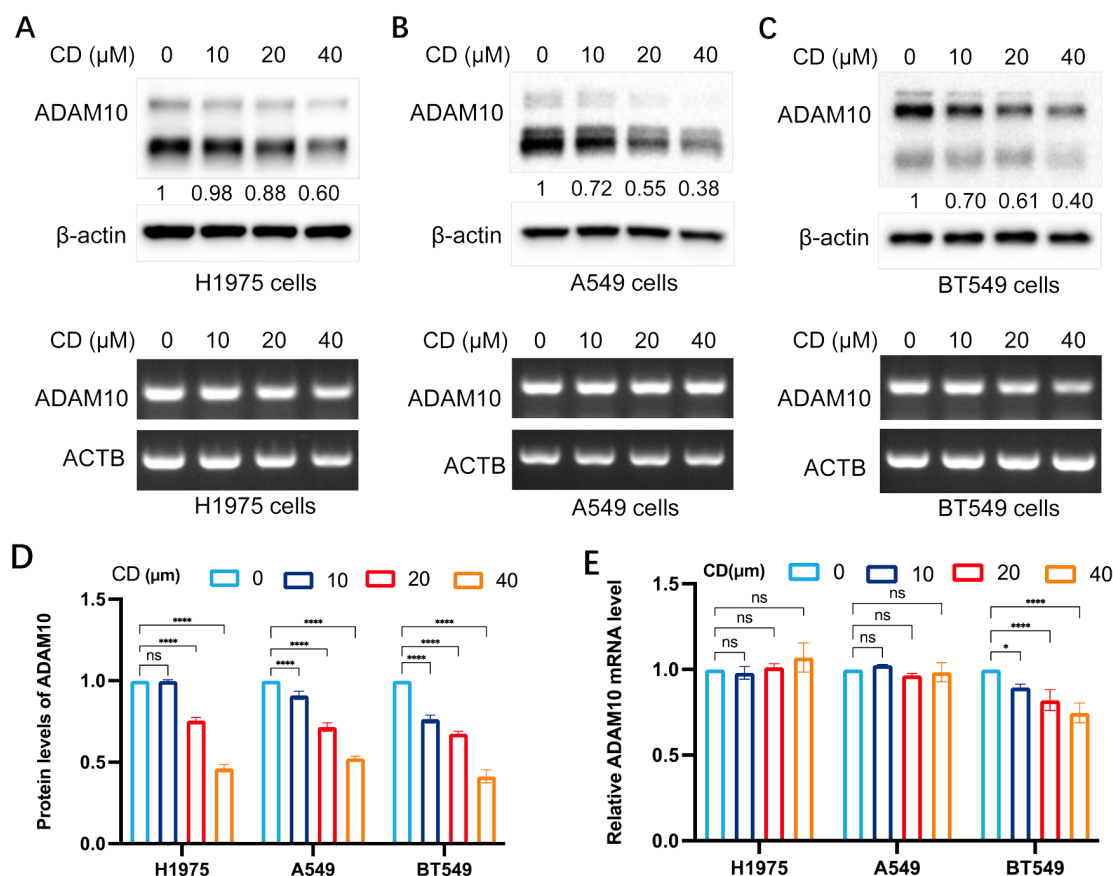 A
CD (μM) 0 10 20 40
ADAM10
1 0.98 0.88 0.60
β-actin
H1975 cells
CD (μM) 0 10 20 40
ADAM10
ACTB
H1975 cells
B
CD (μM) 0 10 20 40
ADAM10
1 0.72 0.55 0.38
β-actin
A549 cells
CD (μM) 0 10 20 40
ADAM10
ACTB
A549 cells
C
CD (μM) 0 10 20 40
ADAM10
1 0.70 0.61 0.40
β-actin
BT549 cells
CD (μM) 0 10 20 40
ADAM10
ACTB
BT549 cells
D
CD (μm) 0 10 20 40
Protein levels of ADAM10
1.5
1.0
0.5
0.0
**** **** ****
**** **** ****
ns **** ****
H1975 A549 BT549
E
CD(μm) 0 10 20 40
Relative ADAM10 mRNA level
1.5
1.0
0.5
0.0
ns ns ****
ns ns ****
ns ns *
H1975 A549 BT549